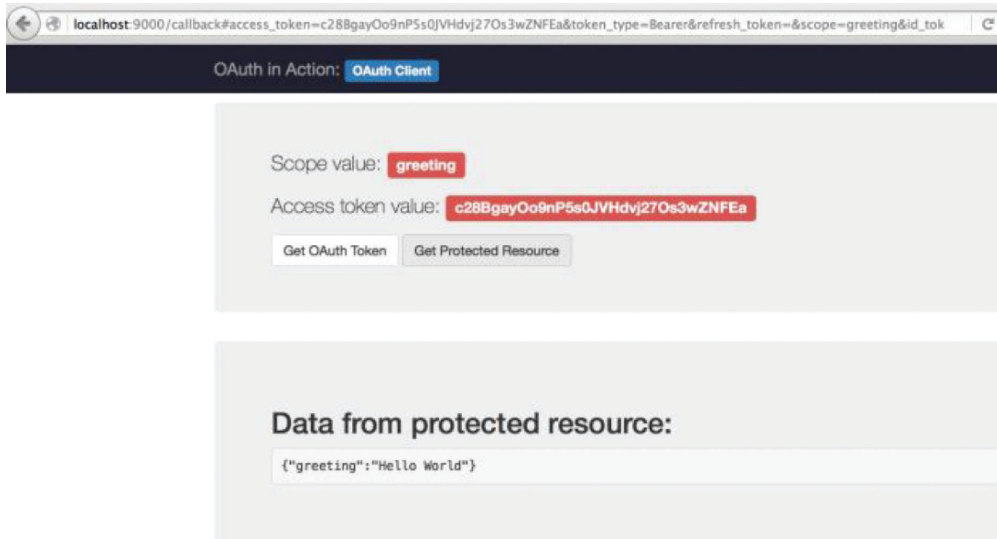 localhost:9000/callback#access_token=c28BgayOo9nP5s0JVHdvj27Os3wZNFEa&token_type=Bearer&refresh_token=&scope=greeting&id_tok
OAuth in Action: OAuth Client
Scope value: greeting
Access token value: c28BgayOo9nP5s0JVHdvj27Os3wZNFEa
Get OAuth Token Get Protected Resource
Data from protected resource:
{"greeting":"Hello World"}